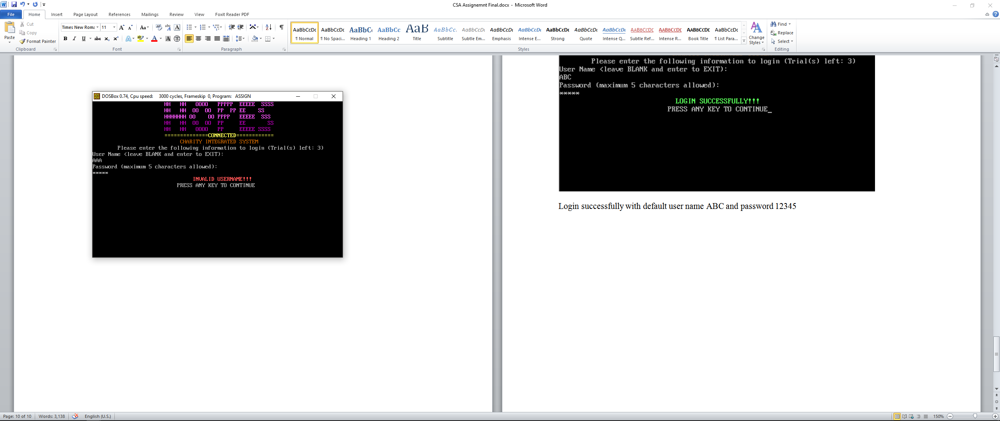 CSA Assignemnt Final.docx - Microsoft Word
File Home Insert Page Layout References Mailings Review View Foxit Reader PDF
Paste
Cut
Copy
Format Painter
Clipboard
Times New Roma 11
Font
Paragraph
AaBbCcDc AaBbCcDc AaBbC( AaBbCc AaB AaBbCc. AaBbCcDc AaBbCcDc AaBbCcDc AaBbCcDc AaBbCcDc AaBbCcDc AaBbCcDc AaBbCcDc AaBbCcDc AaBbCcDc
¶ Normal ¶ No Spaci... Heading 1 Heading 2 Title Subtitle Subtle Em... Emphasis Intense E... Strong Quote Intense Q... Subtle Ref... Intense R... Book Title ¶ List Para...
Styles
Change Styles
Find
Replace
Select
Editing
DOSBox 0.74, Cpu speed: 3000 cycles, Frameskip 0, Program: ASSIGN
HH   HH   OOOO   PPPPP  EEEEE  SSSS
HH   HH  OO  OO  PP  PP EE    SS
HHHHHHH OO    OO PPPP   EEEEE  SSS
HH   HH  OO  OO  PP     EE       SS
HH   HH   OOOO   PP     EEEEE SSSS
==============CONNECTED============
CHARITY INTEGRATED SYSTEM
Please enter the following information to login (Trial(s) left: 3)
User Name <leave BLANK and enter to EXIT):
AAA
Password (maximum 5 characters allowed):
*****
INVALID USERNAME!!!
PRESS ANY KEY TO CONTINUE
Please enter the following information to login (Trial(s) left: 3)
User Name <leave BLANK and enter to EXIT):
ABC
Password (maximum 5 characters allowed):
*****
LOGIN SUCCESSFULLY!!!
PRESS ANY KEY TO CONTINUE_
Login successfully with default user name ABC and password 12345
Page: 10 of 10 Words: 3,138 English (U.S.) 150%